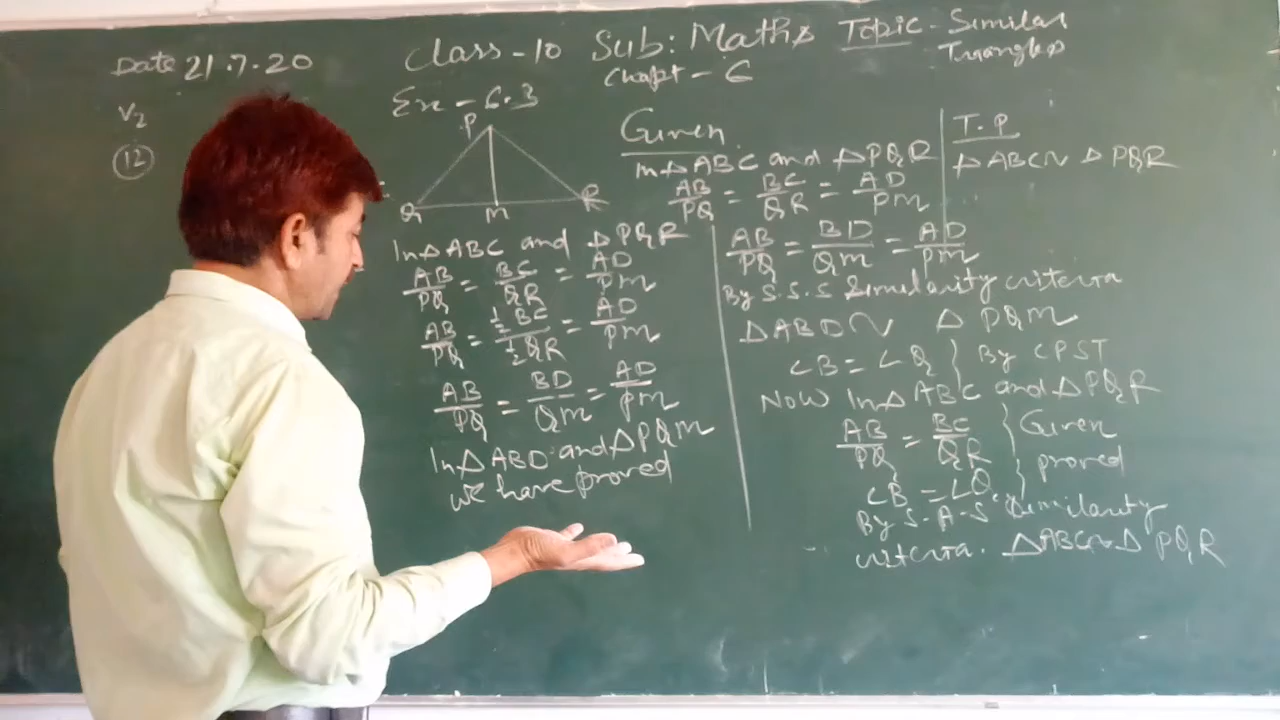 Date 21.7.20
Class-10 Sub: Maths Topic - Similar
Triangles
Chapt - 6
V2
12
Ex - 6.3
P
Q M R
Given
In △ABC and △PQR
AB/PQ = BC/QR = AD/PM
T.P
△ABC ~ △PQR
In △ABC and △PQR
AB/PQ = BC/QR = AD/PM
AB/PQ = ½BC/½QR = AD/PM
AB/PQ = BD/QM = AD/PM
In △ABD and △PQM
we have proved
AB/PQ = BD/QM = AD/PM
By S.S.S Similarity criteria
△ABD ~ △PQM
∠B = ∠Q } By CPST
Now In △ABC and △PQR
AB/PQ = BC/QR } Given
∠B = ∠Q } proved
By S-A-S. Similarity
criteria. △ABC ~ △PQR